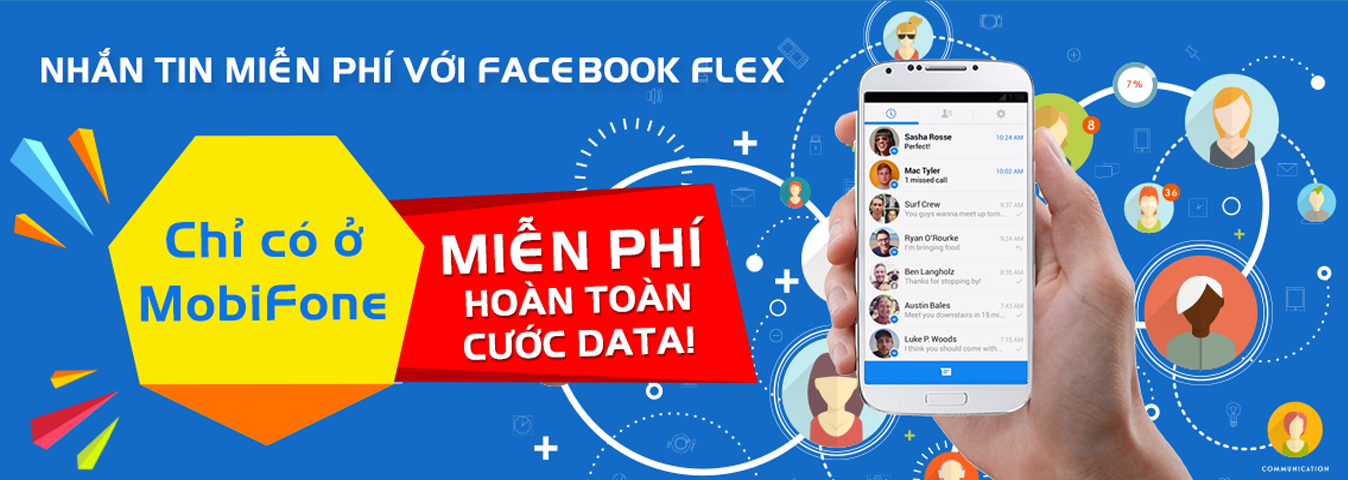 NHẮN TIN MIỄN PHÍ VỚI FACEBOOK FLEX
Chỉ có ở
MobiFone
MIỄN PHÍ
HOÀN TOÀN
CƯỚC DATA!
Sasha Rosse 10:24 AM
Perfect!
Mac Tyler 10:02 AM
1 missed call
Surf Crew 9:37 AM
You guys wanna meet up tom...
Ryan O'Rourke 9:24 AM
I'm bringing food
Ben Langholz 8:35 AM
Thanks for stopping by!
Austin Bales 7:43 AM
Meet you downstairs in 15 mi...
Luke P. Woods 7:15 AM
I think you should come with...
7%
8
36
COMMUNICATION